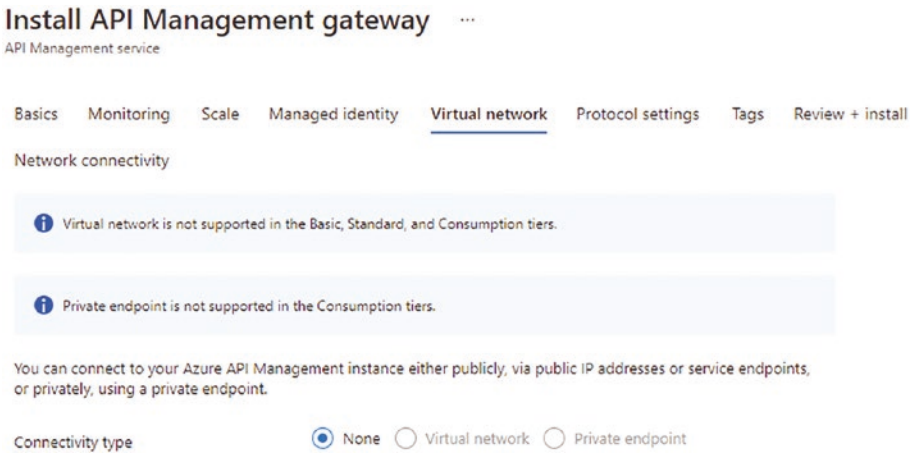 Install API Management gateway ...
API Management service
Basics Monitoring Scale Managed identity Virtual network Protocol settings Tags Review + install
Network connectivity
Virtual network is not supported in the Basic, Standard, and Consumption tiers.
Private endpoint is not supported in the Consumption tiers.
You can connect to your Azure API Management instance either publicly, via public IP addresses or service endpoints,
or privately, using a private endpoint.
Connectivity type None Virtual network Private endpoint